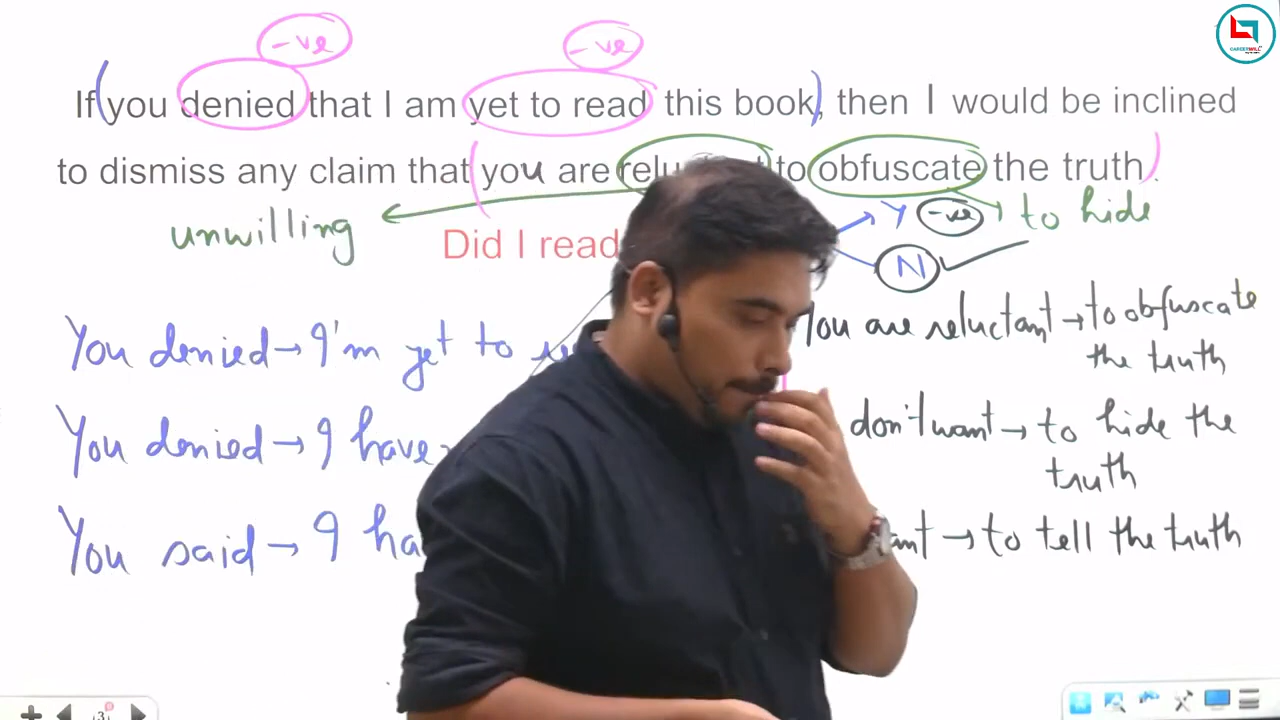 -ve -ve
If (you denied that I am yet to read this book), then I would be inclined
to dismiss any claim that (you are to obfuscate the truth).
unwilling
Y -ve → to hide
Did I read
N
You denied → I'm yet to
You are reluctant → to obfuscate
the truth
You denied → I have
don't want → to hide the
truth
You said → I
→ to tell the truth